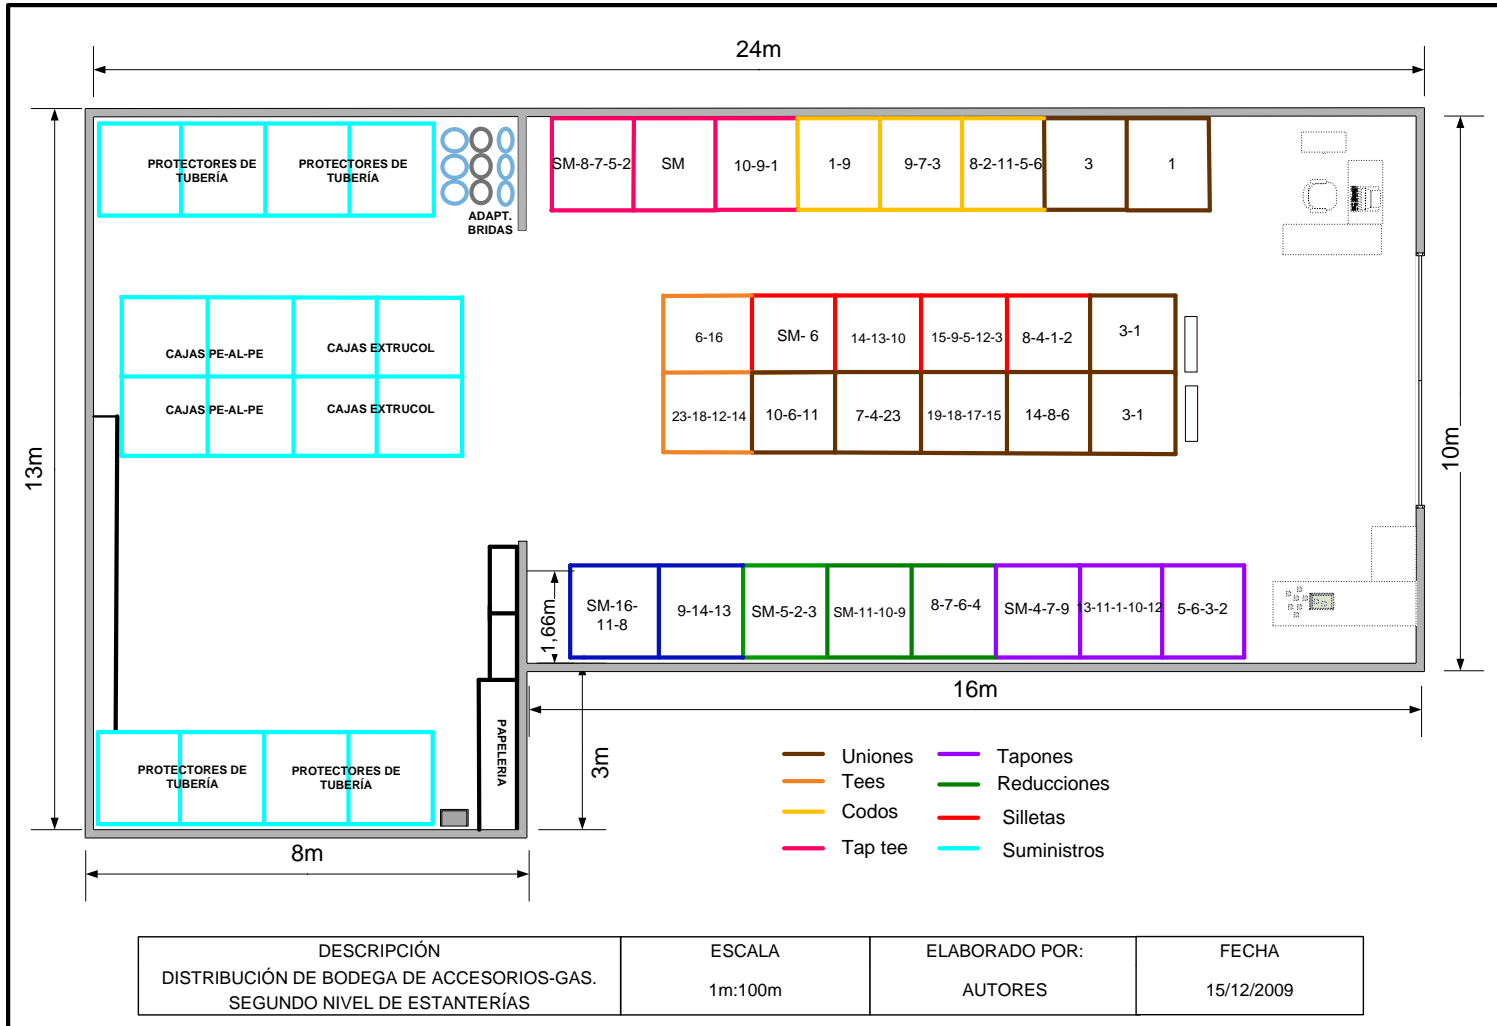 24m
13m
10m
PROTECTORES DE
TUBERÍA
PROTECTORES DE
TUBERÍA
ADAPT.
BRIDAS
SM-8-7-5-2
SM
10-9-1
1-9
9-7-3
8-2-11-5-6
3
1
CAJAS PE-AL-PE
CAJAS EXTRUCOL
CAJAS PE-AL-PE
CAJAS EXTRUCOL
6-16
SM- 6
14-13-10
15-9-5-12-3
8-4-1-2
3-1
23-18-12-14
10-6-11
7-4-23
19-18-17-15
14-8-6
3-1
1,66m
SM-16-
11-8
9-14-13
SM-5-2-3
SM-11-10-9
8-7-6-4
SM-4-7-9
13-11-1-10-12
5-6-3-2
16m
3m
PAPELERIA
PROTECTORES DE
TUBERÍA
PROTECTORES DE
TUBERÍA
8m
Uniones
Tees
Codos
Tap tee
Tapones
Reducciones
Silletas
Suministros
DESCRIPCIÓN
DISTRIBUCIÓN DE BODEGA DE ACCESORIOS-GAS.
SEGUNDO NIVEL DE ESTANTERÍAS
ESCALA
1m:100m
ELABORADO POR:
AUTORES
FECHA
15/12/2009